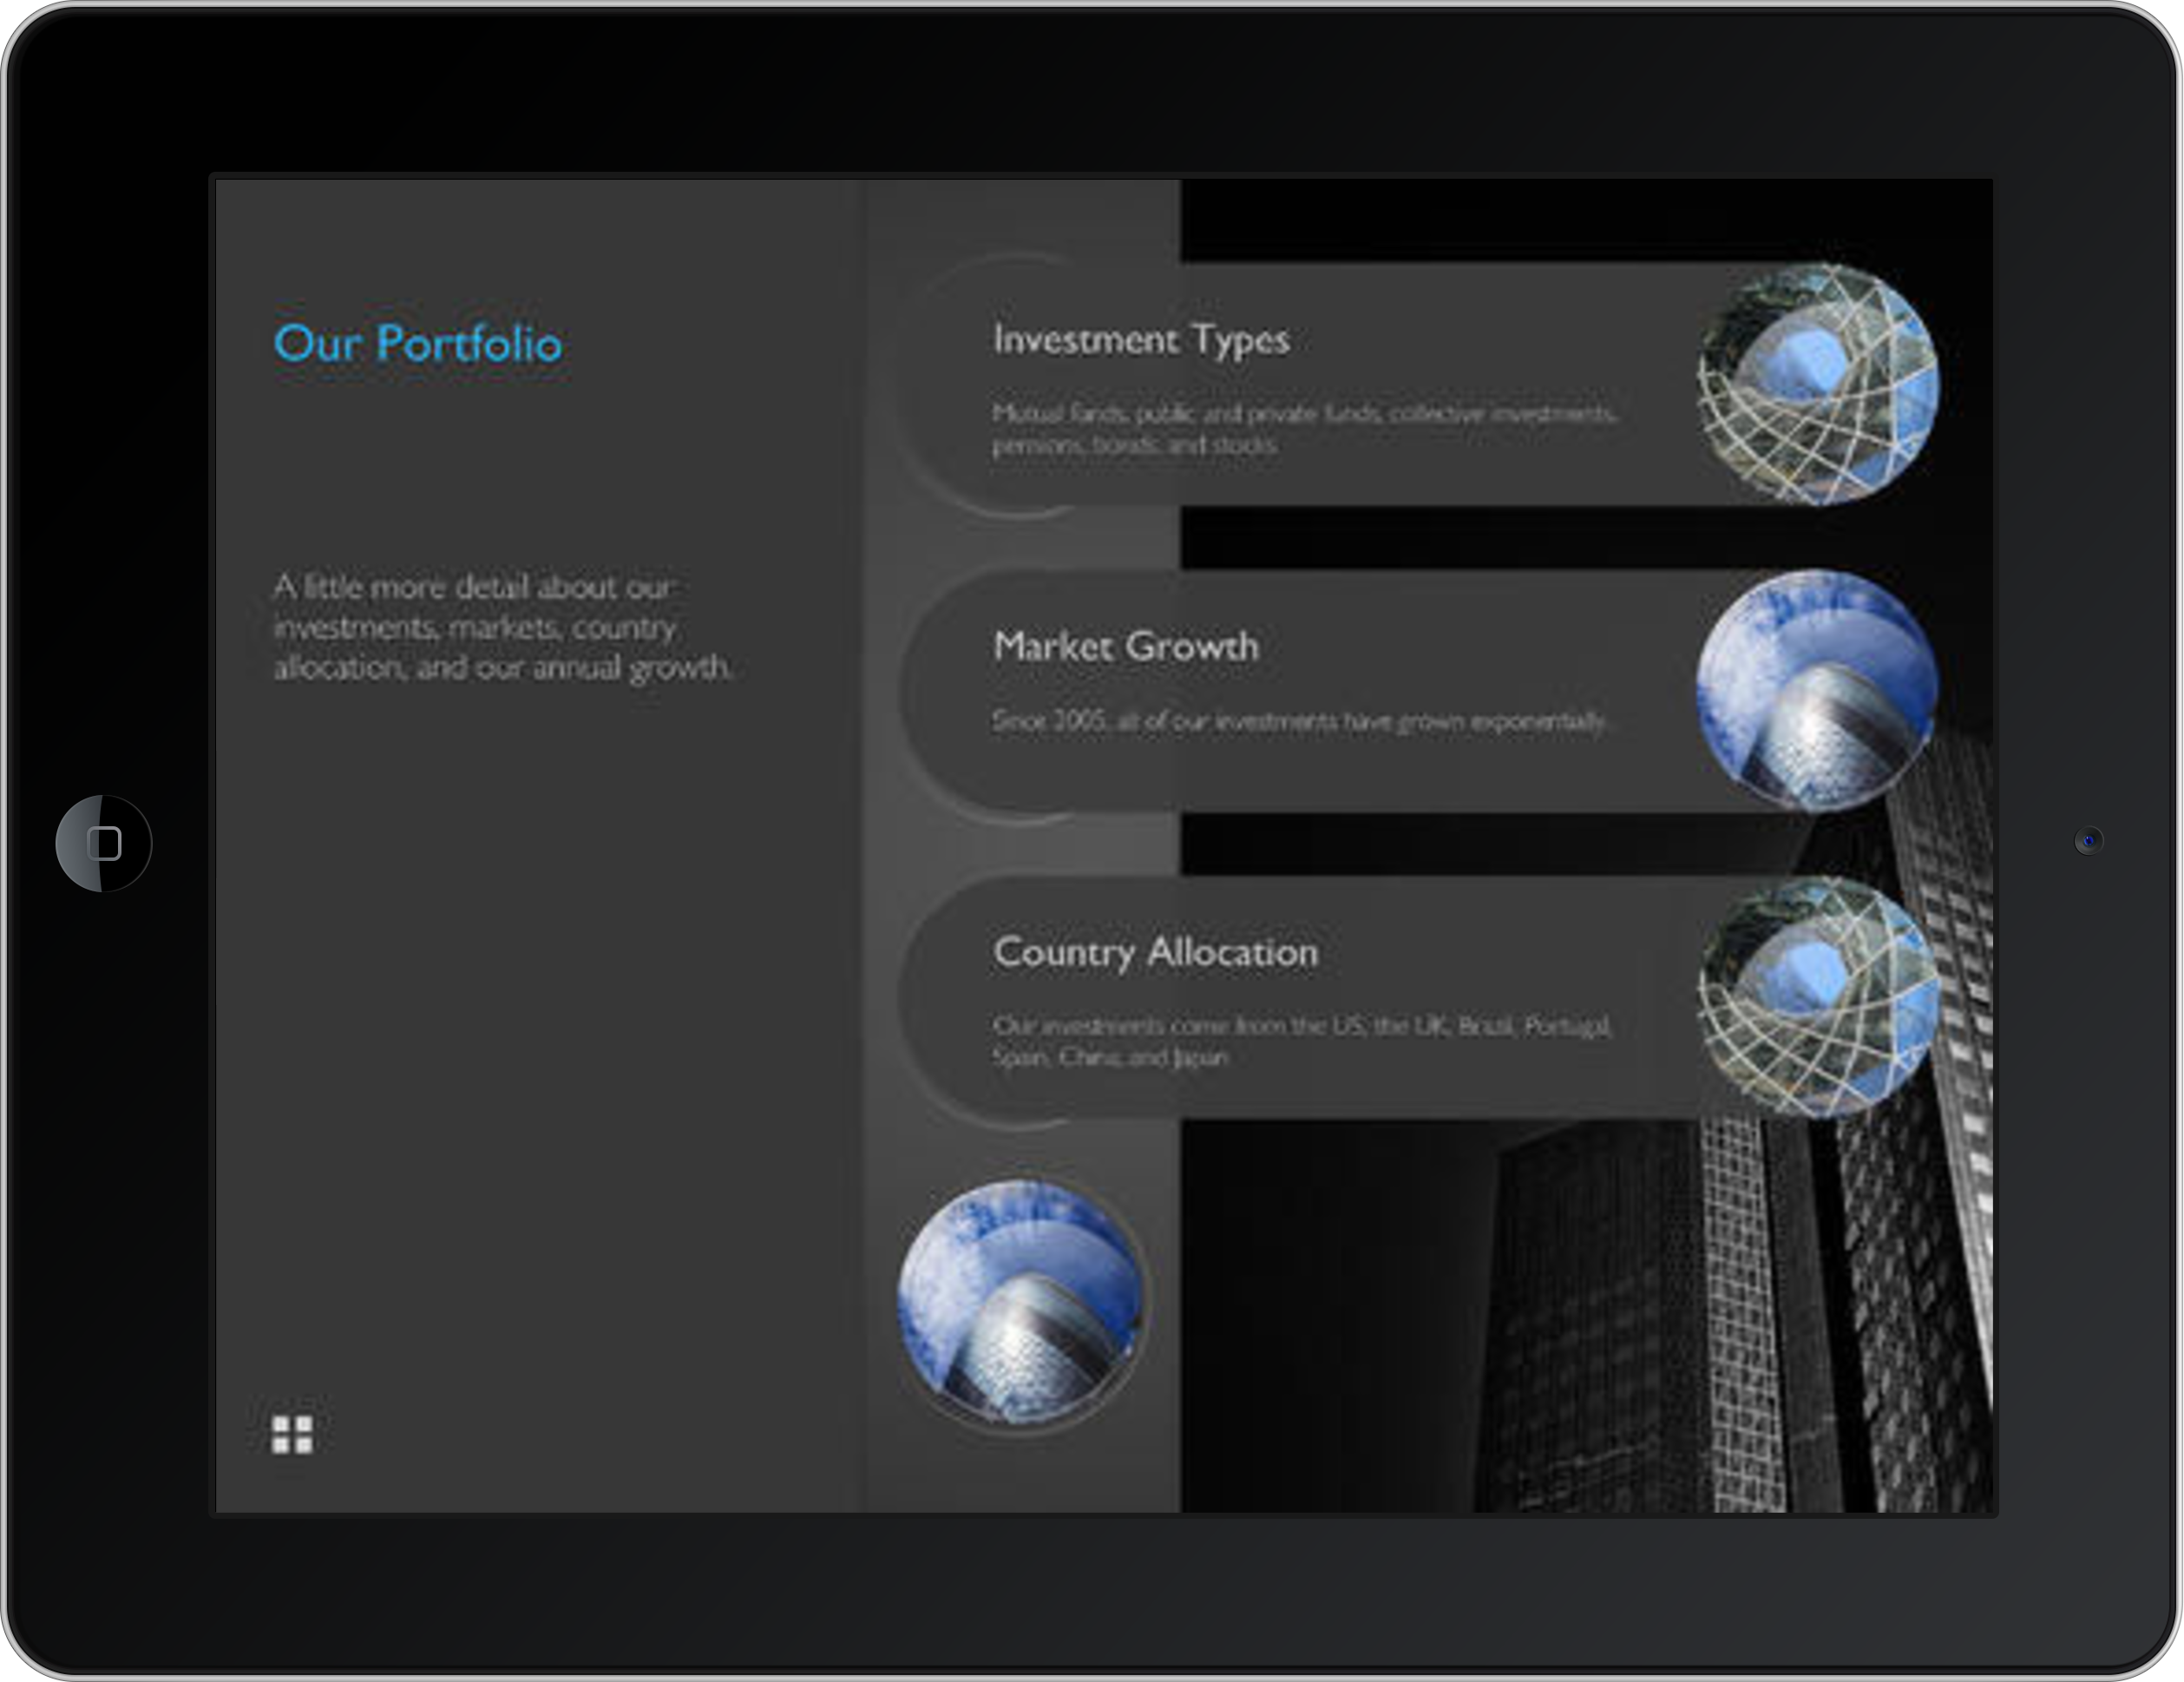 Our Portfolio
A little more detail about our
investments, markets, country
allocation, and our annual growth.
Investment Types
Mutual funds, public and private funds, collective investments,
pensions, bonds, and stocks.
Market Growth
Since 2005, all of our investments have grown exponentially.
Country Allocation
Our investments come from the US, the UK, Brazil, Portugal,
Spain, China, and Japan